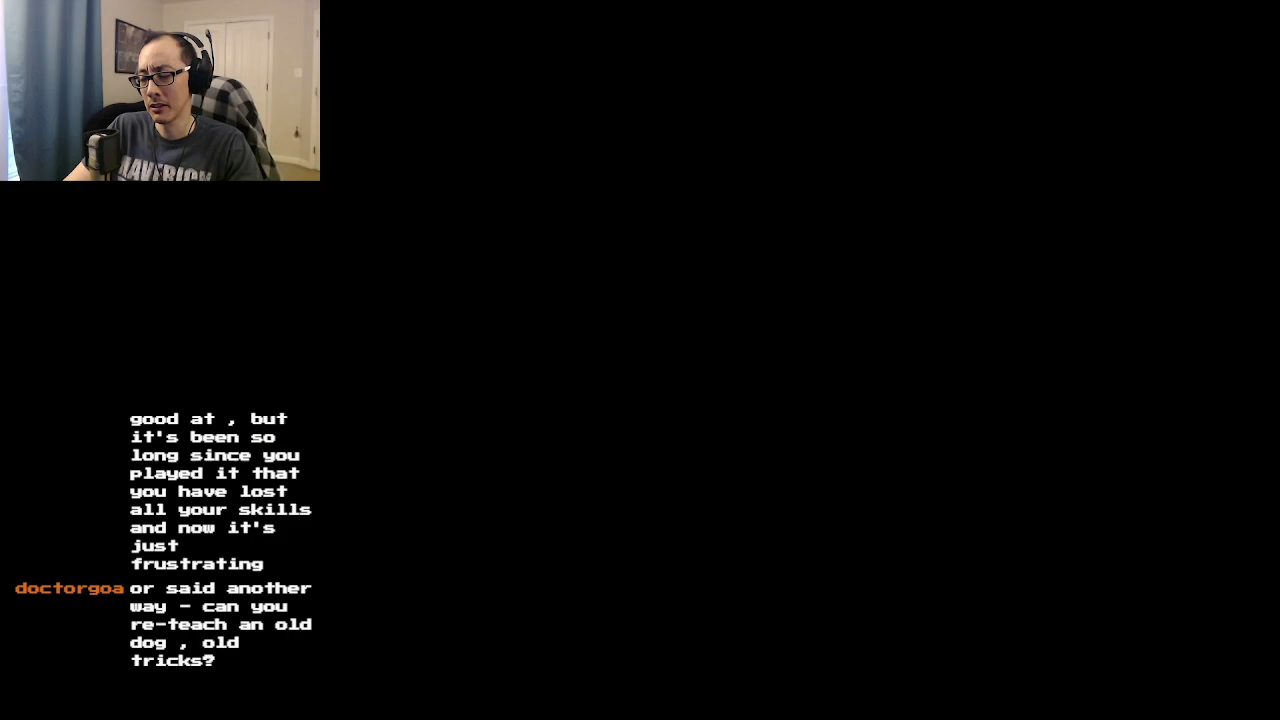 MAVERICK
good at , but
it's been so
long since you
played it that
you have lost
all your skills
and now it's
just
frustrating
doctorgoa or said another
way - can you
re-teach an old
dog , old
tricks?